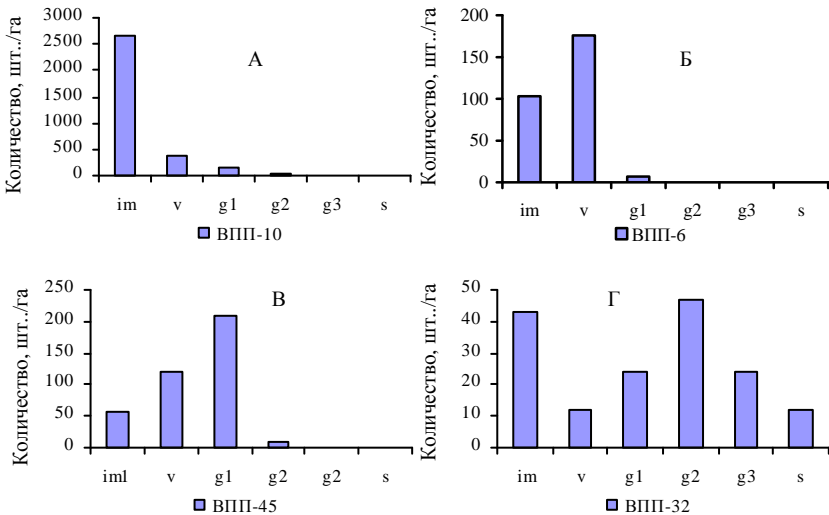 Количество, шт../га
3000
2500
2000
1500
1000
500
0
А
im v g1 g2 g3 s
ВПП-10
Количество, шт../га
200
150
100
50
0
Б
im v g1 g2 g3 s
ВПП-6
Количество, шт../га
250
200
150
100
50
0
В
im1 v g1 g2 g2 s
ВПП-45
Количество, шт../га
50
40
30
20
10
0
Г
im v g1 g2 g3 s
ВПП-32